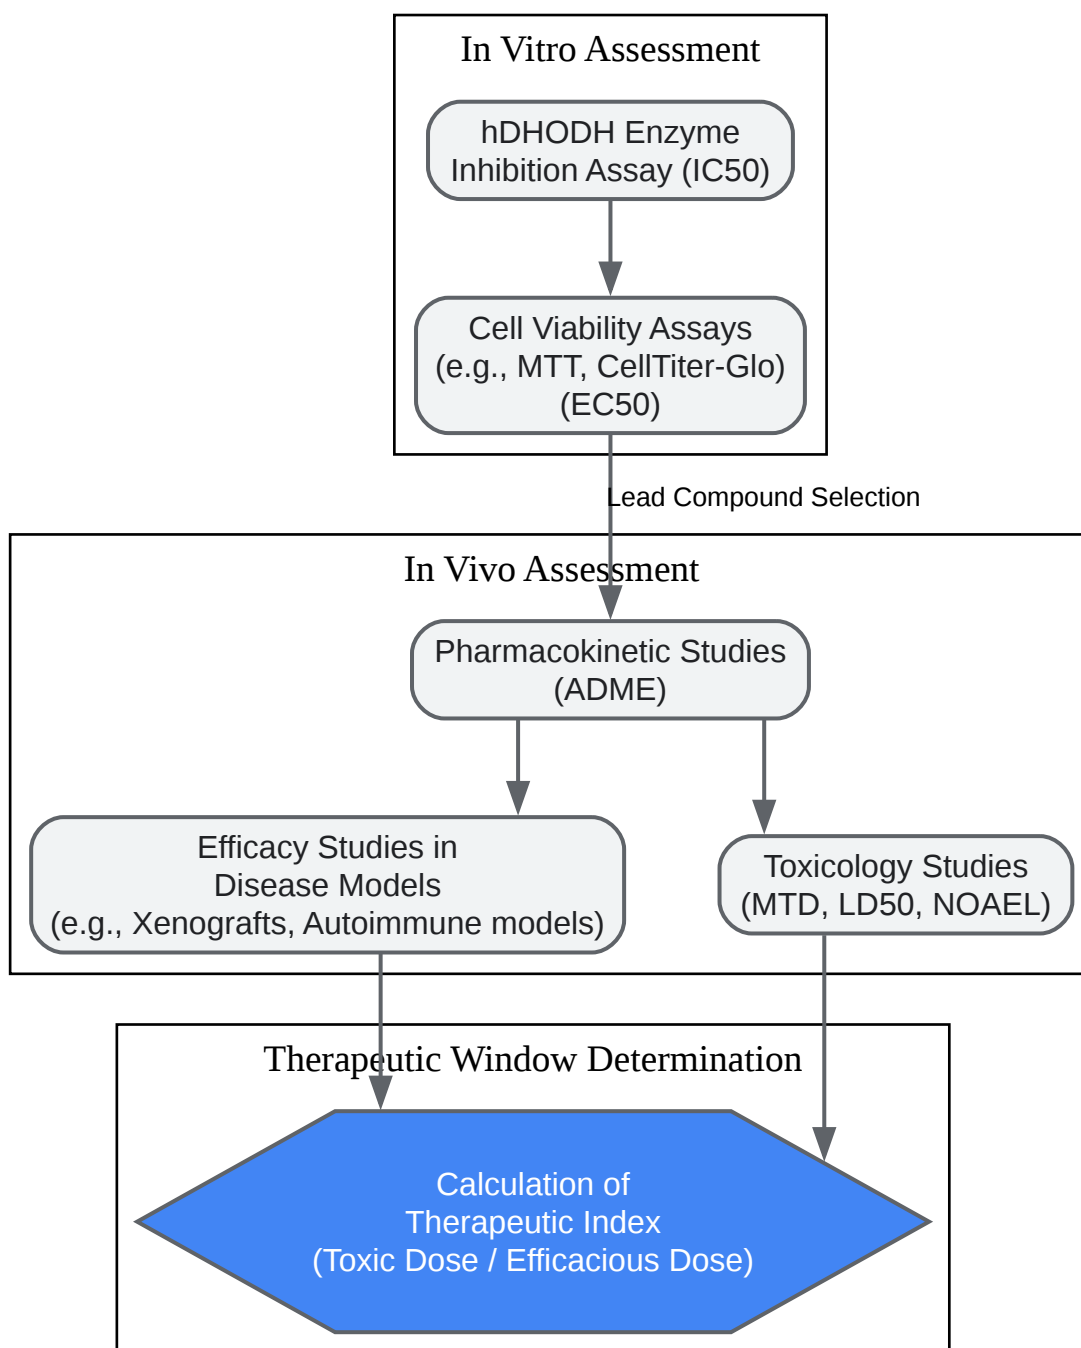 In Vitro Assessment
hDHODH Enzyme
Inhibition Assay (IC50)
Cell Viability Assays
(e.g., MTT, CellTiter-Glo)
(EC50)
Lead Compound Selection
In Vivo Assessment
Pharmacokinetic Studies
(ADME)
Efficacy Studies in
Disease Models
(e.g., Xenografts, Autoimmune models)
Toxicology Studies
(MTD, LD50, NOAEL)
Therapeutic Window Determination
Calculation of
Therapeutic Index
(Toxic Dose / Efficacious Dose)